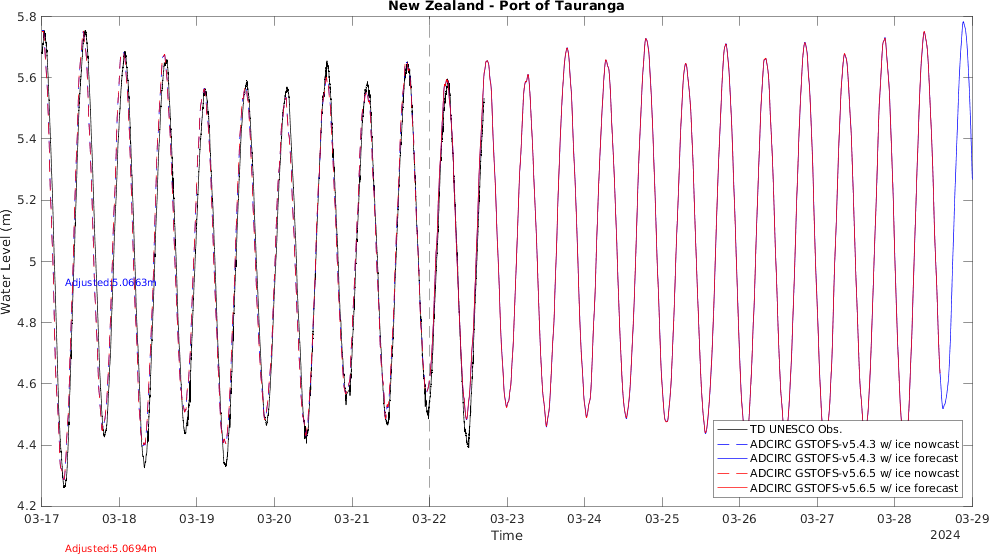 New Zealand - Port of Tauranga
5.8
5.6
5.4
5.2
5
4.8
4.6
4.4
4.2
Water Level (m)
Adjusted:5.0663m
TD UNESCO Obs.
ADCIRC GSTOFS-v5.4.3 w/ ice nowcast
ADCIRC GSTOFS-v5.4.3 w/ ice forecast
ADCIRC GSTOFS-v5.6.5 w/ ice nowcast
ADCIRC GSTOFS-v5.6.5 w/ ice forecast
03-17 03-18 03-19 03-20 03-21 03-22 03-23 03-24 03-25 03-26 03-27 03-28 03-29
Time
2024
Adjusted:5.0694m